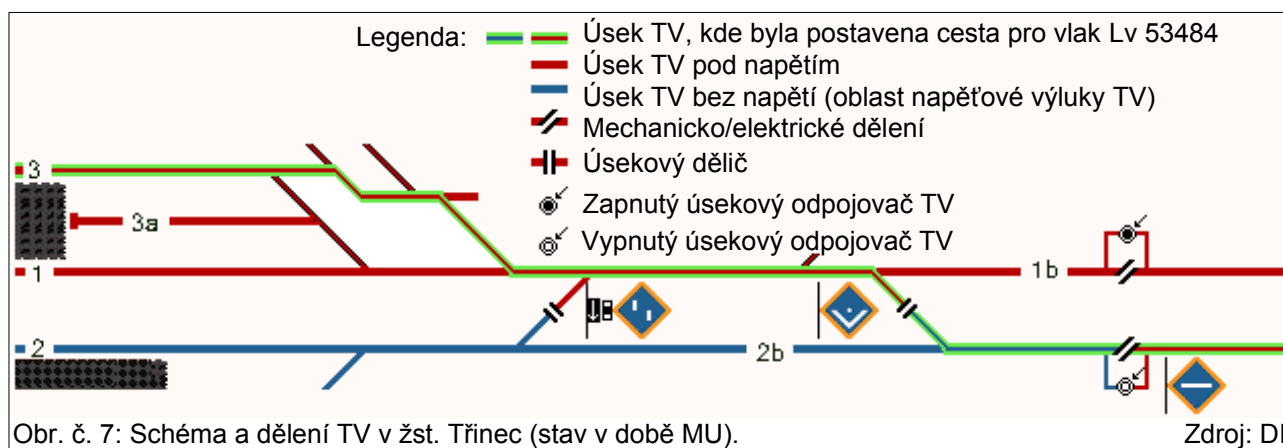 Legenda: Úsek TV, kde byla postavena cesta pro vlak Lv 53484
Úsek TV pod napětím
Úsek TV bez napětí (oblast napěťové výluky TV)
Mechanicko/elektrické dělení
Úsekový dělič
Zapnutý úsekový odpojovač TV
Vypnutý úsekový odpojovač TV
3
3a
1
1b
2
2b
Obr. č. 7: Schéma a dělení TV v žst. Třinec (stav v době MU).
Zdroj: